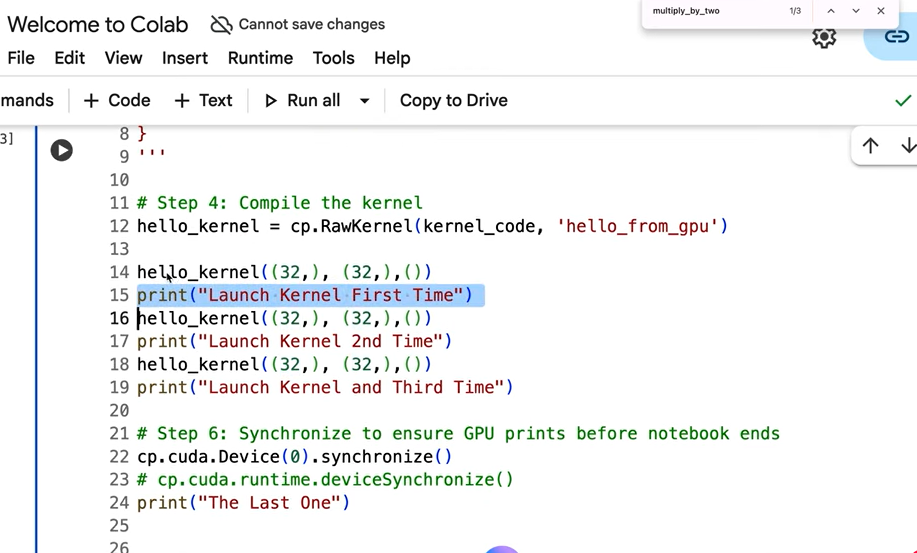 Welcome to Colab Cannot save changes
multiply_by_two 1/3
File Edit View Insert Runtime Tools Help
mands + Code + Text Run all Copy to Drive
3]
8 }
9 '''
10
11 # Step 4: Compile the kernel
12 hello_kernel = cp.RawKernel(kernel_code, 'hello_from_gpu')
13
14 hello_kernel((32,), (32,),())
15 print("Launch Kernel First Time")
16 hello_kernel((32,), (32,),())
17 print("Launch Kernel 2nd Time")
18 hello_kernel((32,), (32,),())
19 print("Launch Kernel and Third Time")
20
21 # Step 6: Synchronize to ensure GPU prints before notebook ends
22 cp.cuda.Device(0).synchronize()
23 # cp.cuda.runtime.deviceSynchronize()
24 print("The Last One")
25
26